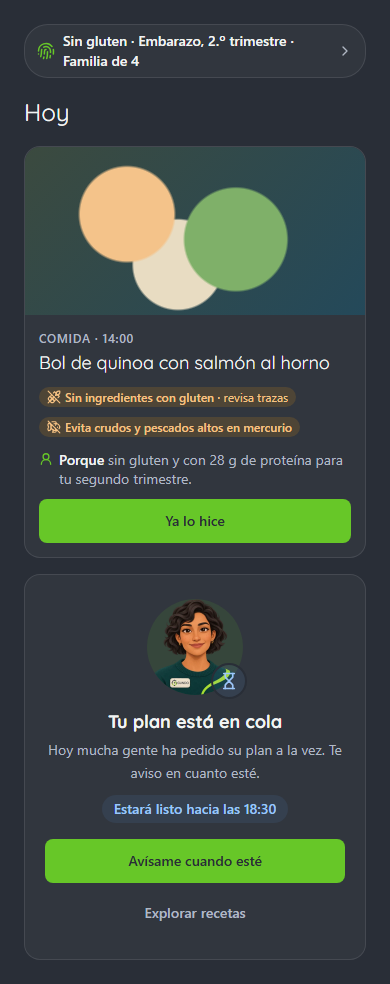 Sin gluten · Embarazo, 2.º trimestre ·
Familia de 4
Hoy
COMIDA · 14:00
Bol de quinoa con salmón al horno
Sin ingredientes con gluten · revisa trazas
Evita crudos y pescados altos en mercurio
Porque sin gluten y con 28 g de proteína para
tu segundo trimestre.
Ya lo hice
Tu plan está en cola
Hoy mucha gente ha pedido su plan a la vez. Te
aviso en cuanto esté.
Estará listo hacia las 18:30
Avísame cuando esté
Explorar recetas